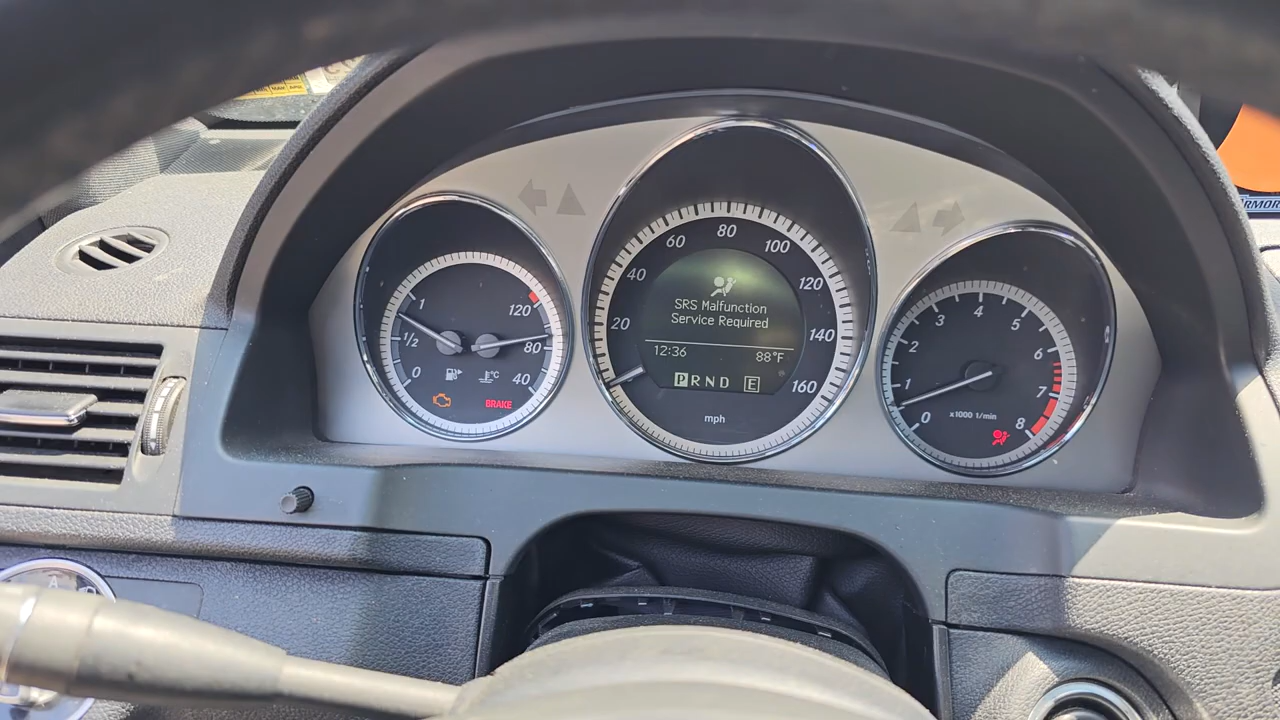 1
1/2
0
120
80
40
°C
BRAKE
20
40
60
80
100
120
140
160
SRS Malfunction
Service Required
12:36 88°F
P R N D E
mph
0
1
2
3
4
5
6
7
8
x1000 1/min